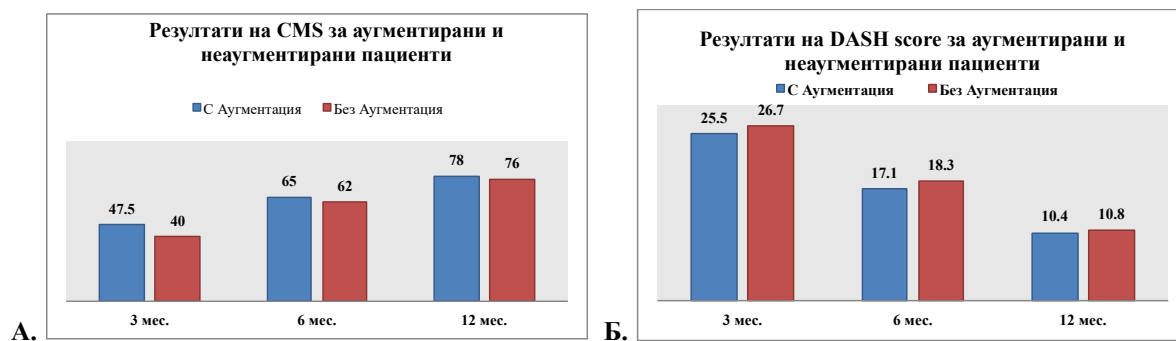 Резултати на CMS за аугментирани и
неаугментирани пациенти
С Аугментация Без Аугментация
47.5 40 65 62 78 76
3 мес. 6 мес. 12 мес.
А.
Резултати на DASH score за аугментирани и
неаугментирани пациенти
С Аугментация Без Аугментация
25.5 26.7 17.1 18.3 10.4 10.8
3 мес. 6 мес. 12 мес.
Б.